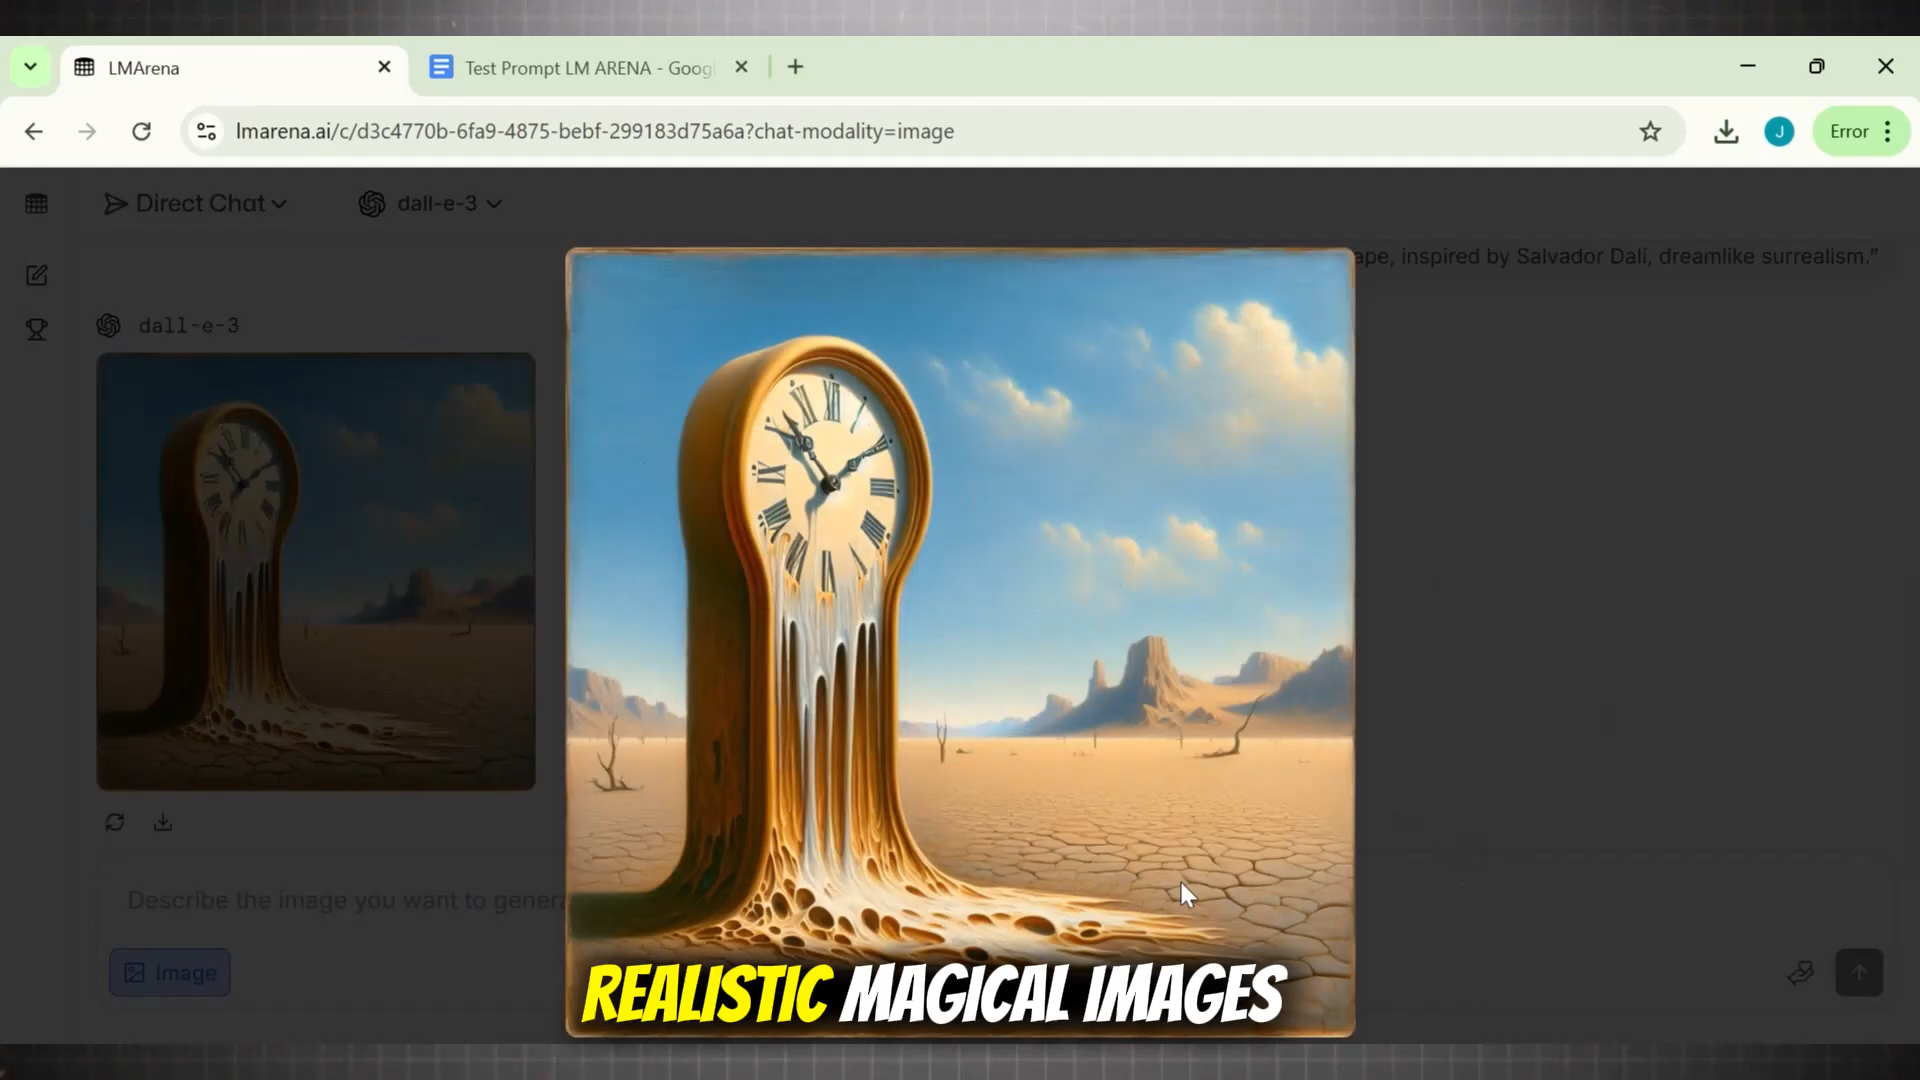 LMArena
Test Prompt LM ARENA - Goog
lmarena.ai/c/d3c4770b-6fa9-4875-bebf-299183d75a6a?chat-modality=image
J
Error
Direct Chat
dall-e-3
ape, inspired by Salvador Dalí, dreamlike surrealism.”
dall-e-3
Describe the image you want to genera
Image
REALISTIC MAGICAL IMAGES